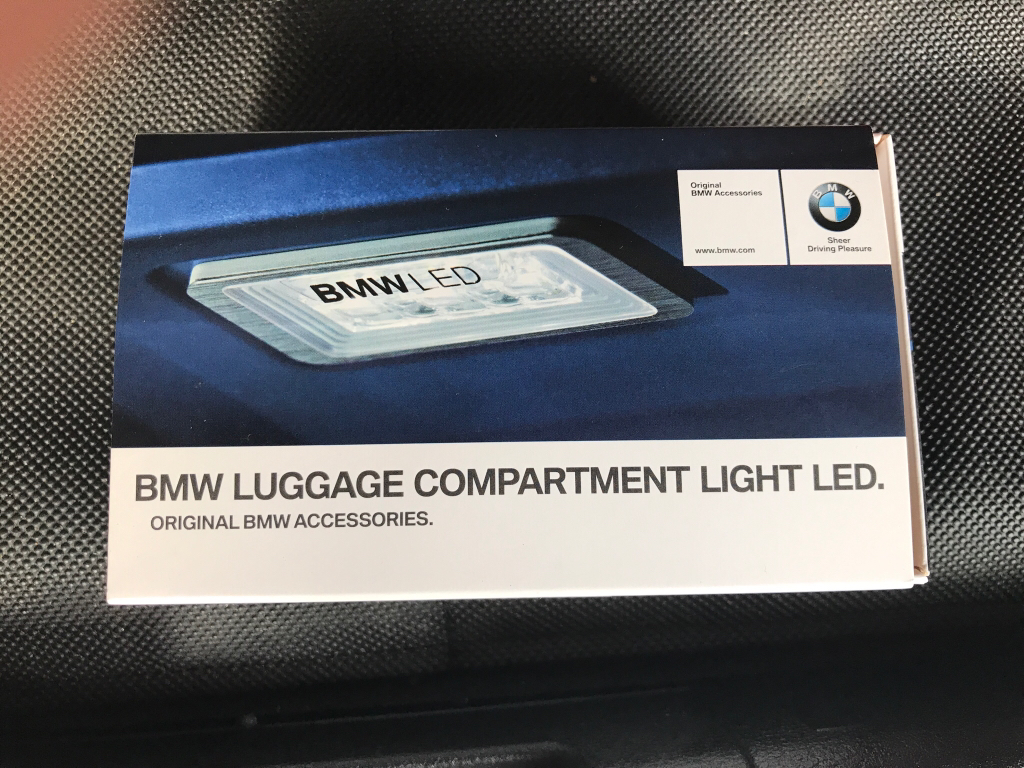 Original
BMW Accessories
www.bmw.com
BMW
Sheer
Driving Pleasure
BMW LED
BMW LUGGAGE COMPARTMENT LIGHT LED.
ORIGINAL BMW ACCESSORIES.